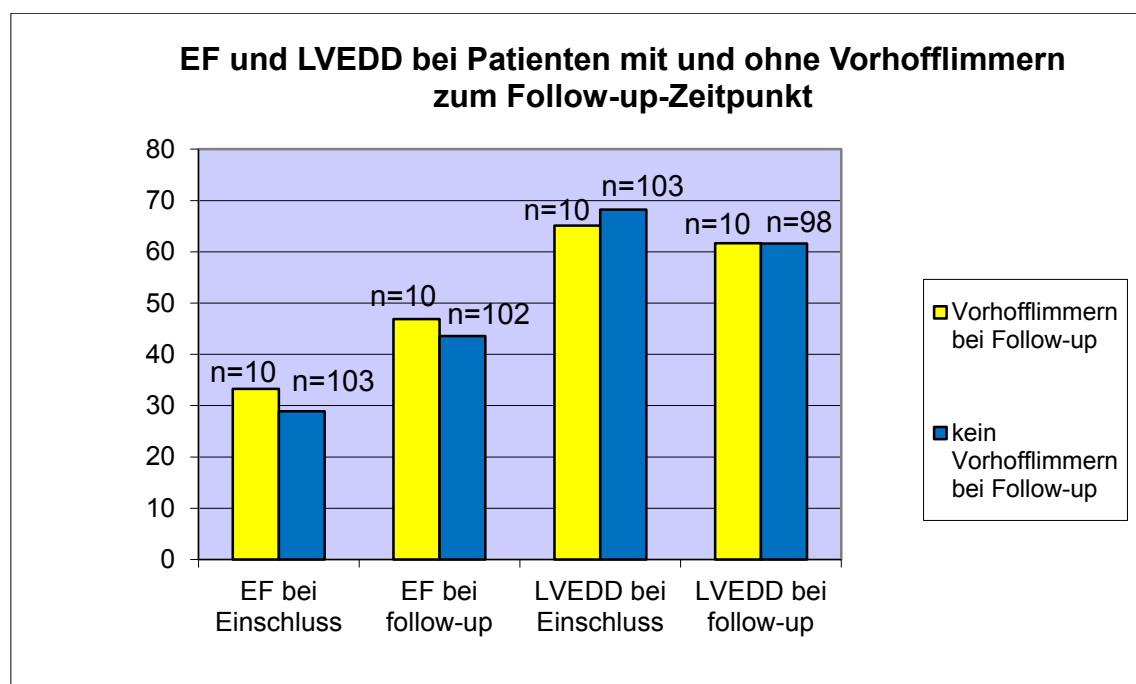 EF und LVEDD bei Patienten mit und ohne Vorhofflimmern
zum Follow-up-Zeitpunkt
80
70
60
50
40
30
20
10
0
n=10
n=103
n=10
n=102
n=10
n=103
n=10
n=98
EF bei
Einschluss
EF bei
follow-up
LVEDD bei
Einschluss
LVEDD bei
follow-up
Vorhofflimmern
bei Follow-up
kein
Vorhofflimmern
bei Follow-up